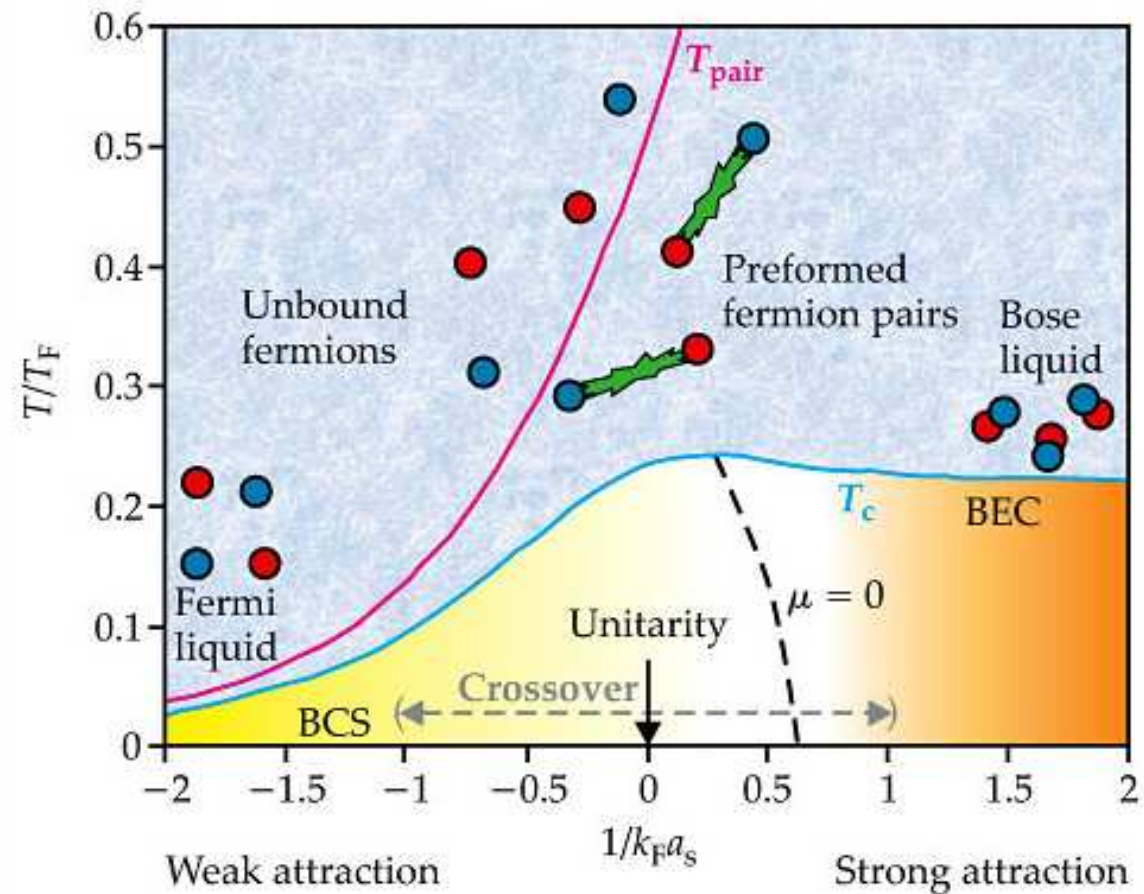 0.6
0.5
0.4
0.3
0.2
0.1
0
T/T_F
T_pair
Unbound
fermions
Preformed
fermion pairs
Bose
liquid
T_c
BEC
Fermi
liquid
μ = 0
Unitarity
Crossover
BCS
−2 −1.5 −1 −0.5 0 0.5 1 1.5 2
1/k_F a_s
Weak attraction
Strong attraction